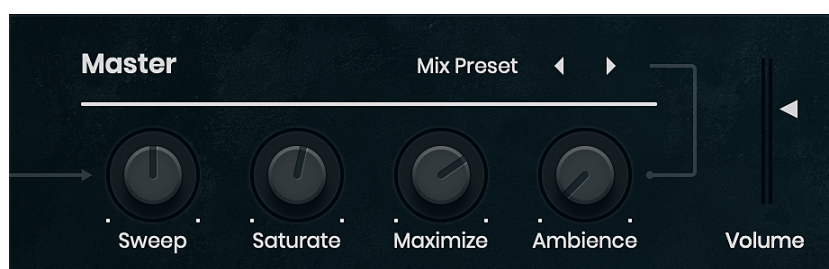 Master
Mix Preset
Sweep
Saturate
Maximize
Ambience
Volume